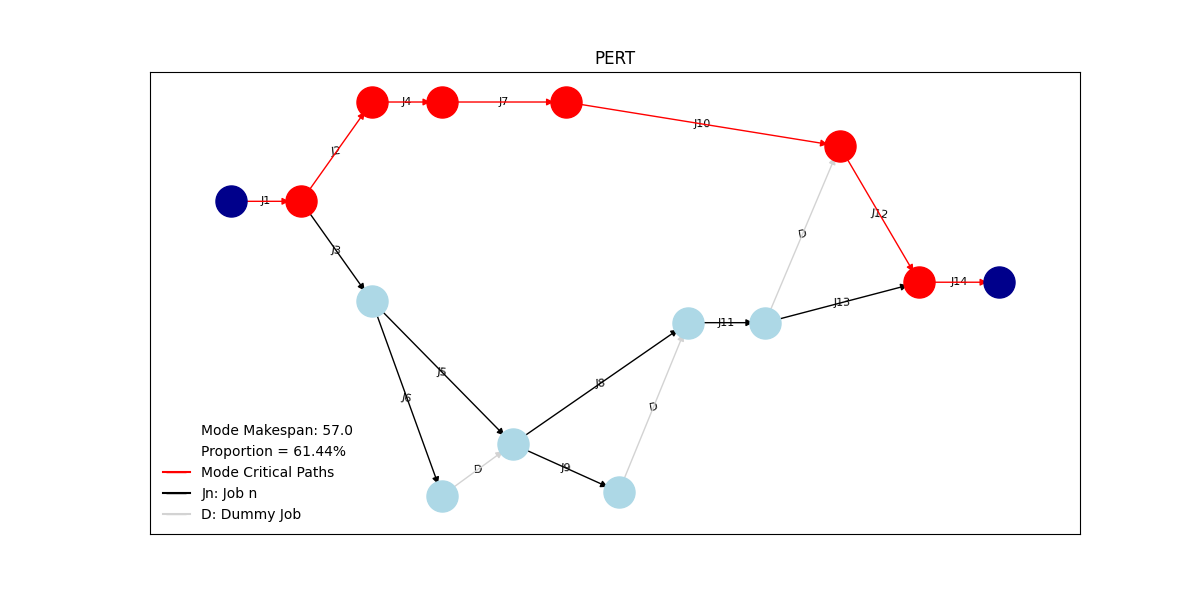 PERT
J4
J7
J10
J2
J1
J12
D
J3
J14
J13
J11
J5
J8
J6
D
Mode Makespan: 57.0
Proportion = 61.44%
J9
D
Mode Critical Paths
Jn: Job n
D: Dummy Job